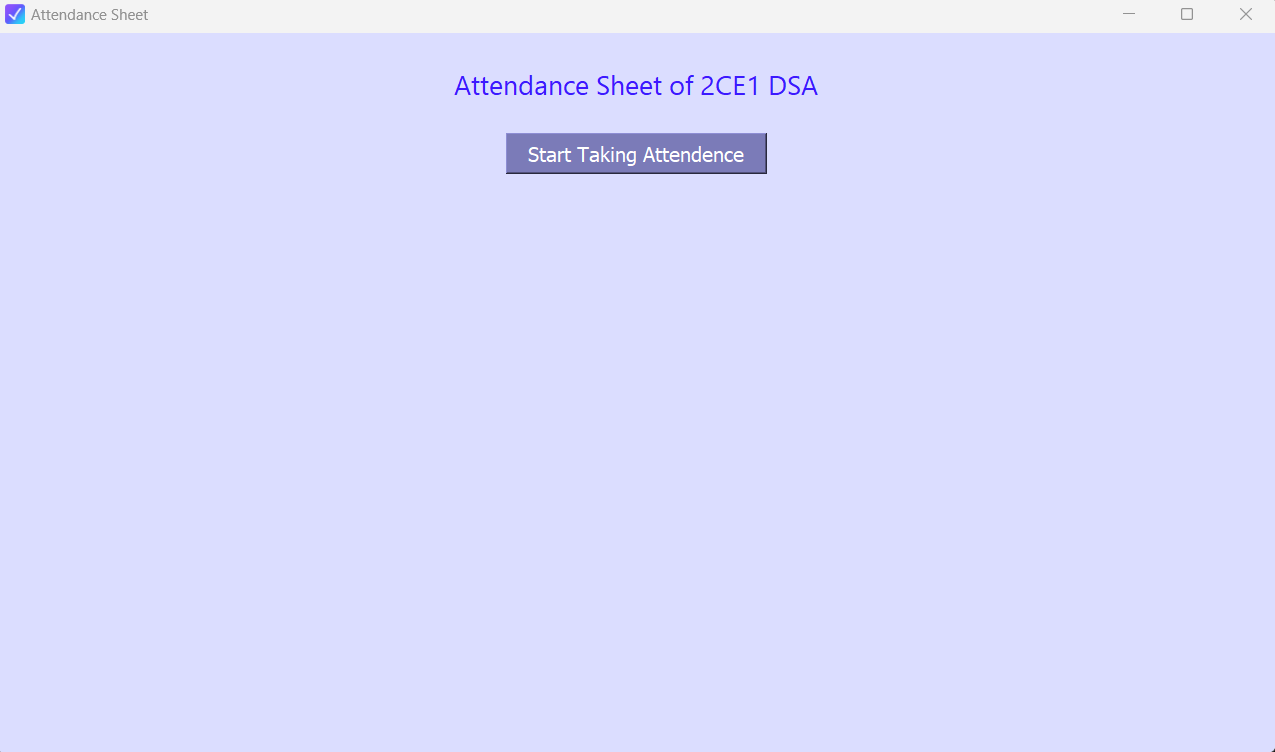 Attendance Sheet
Attendance Sheet of 2CE1 DSA
Start Taking Attendence